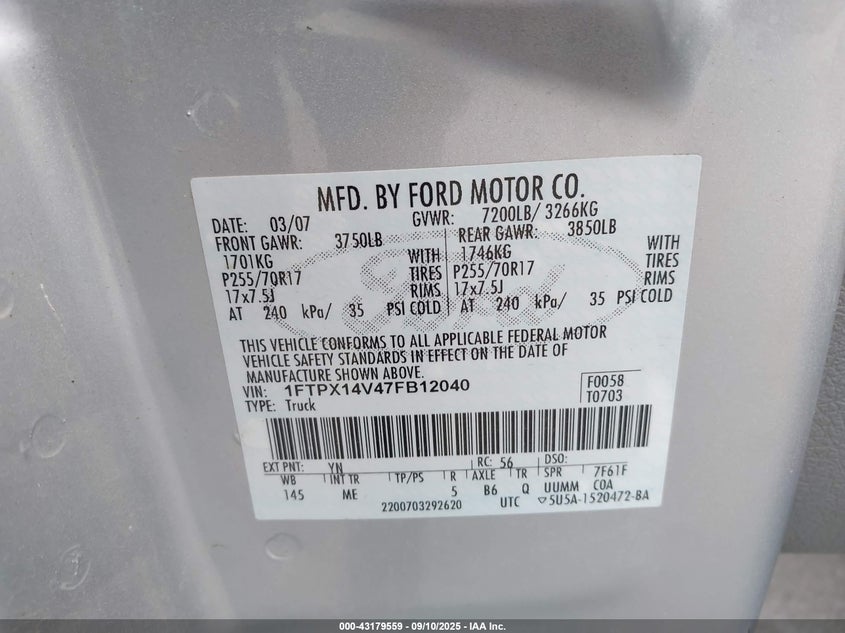 MFD. BY FORD MOTOR CO.
DATE: 03/07 GVWR: 7200LB/ 3266KG
FRONT GAWR: 3750LB REAR GAWR: 3850LB
1701KG WITH 1746KG WITH
P255/70R17 TIRES P255/70R17 TIRES
17x7.5J RIMS 17x7.5J RIMS
AT 240 kPa/ 35 PSI COLD AT 240 kPa/ 35 PSI COLD
Ford
THIS VEHICLE CONFORMS TO ALL APPLICABLE FEDERAL MOTOR
VEHICLE SAFETY STANDARDS IN EFFECT ON THE DATE OF
MANUFACTURE SHOWN ABOVE.
VIN: 1FTPX14V47FB12040 F0058
TYPE: Truck T0703
EXT PNT: YN RC: 56 DSO:
WB INT TR TP/PS R AXLE TR SPR 7F61F
145 ME 5 B6 Q UUMM COA
2200703292620 UTC ▽5U5A-1520472-BA
000-43179559 - 09/10/2025 - IAA Inc.